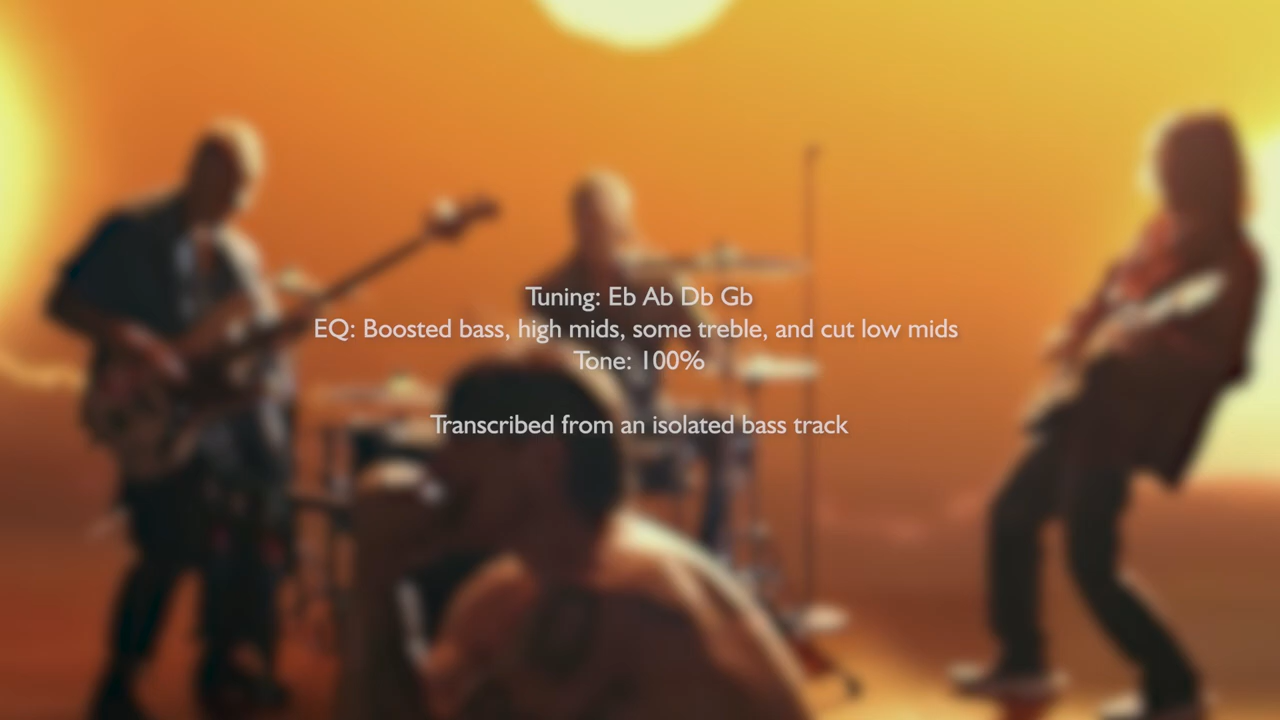 Tuning: Eb Ab Db Gb
EQ: Boosted bass, high mids, some treble, and cut low mids
Tone: 100%
Transcribed from an isolated bass track